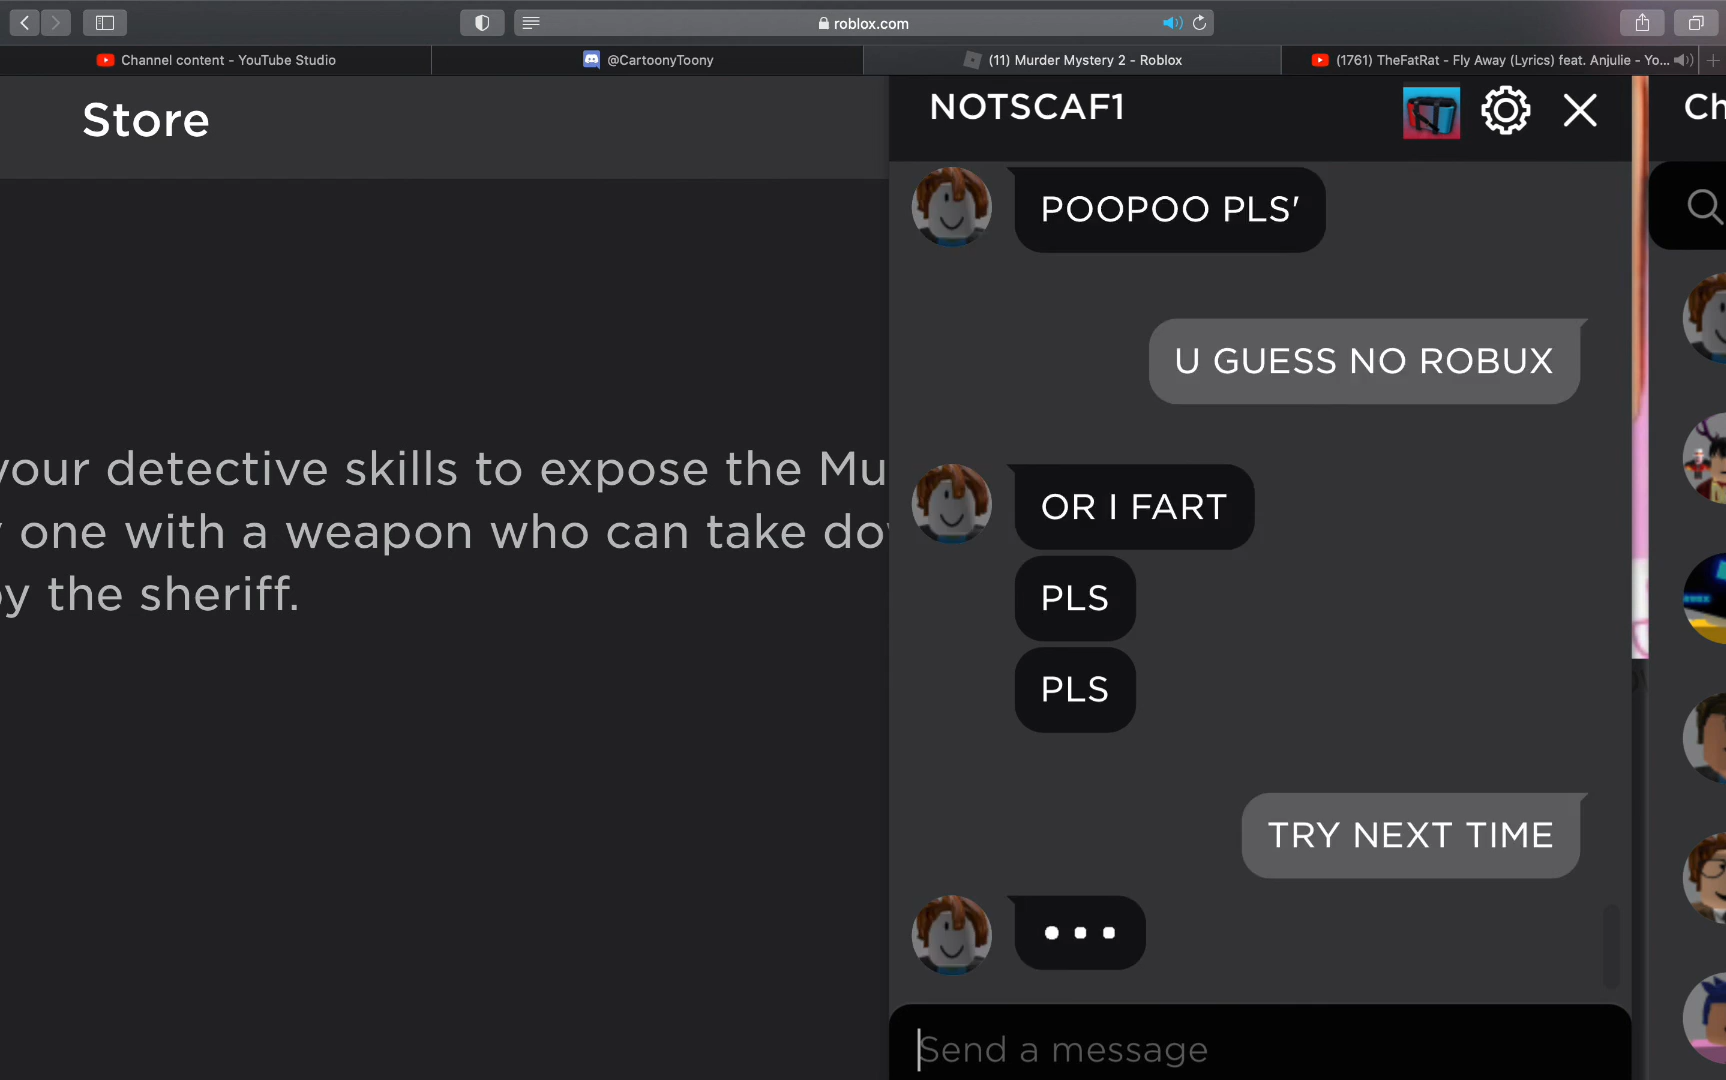 roblox.com
Channel content - YouTube Studio
@CartoonyToony
(11) Murder Mystery 2 - Roblox
(1761) TheFatRat - Fly Away (Lyrics) feat. Anjulie - Yo...
Store
NOTSCAF1
Ch
POOPOO PLS'
U GUESS NO ROBUX
your detective skills to expose the Mu
one with a weapon who can take do
by the sheriff.
OR I FART
PLS
PLS
TRY NEXT TIME
Send a message